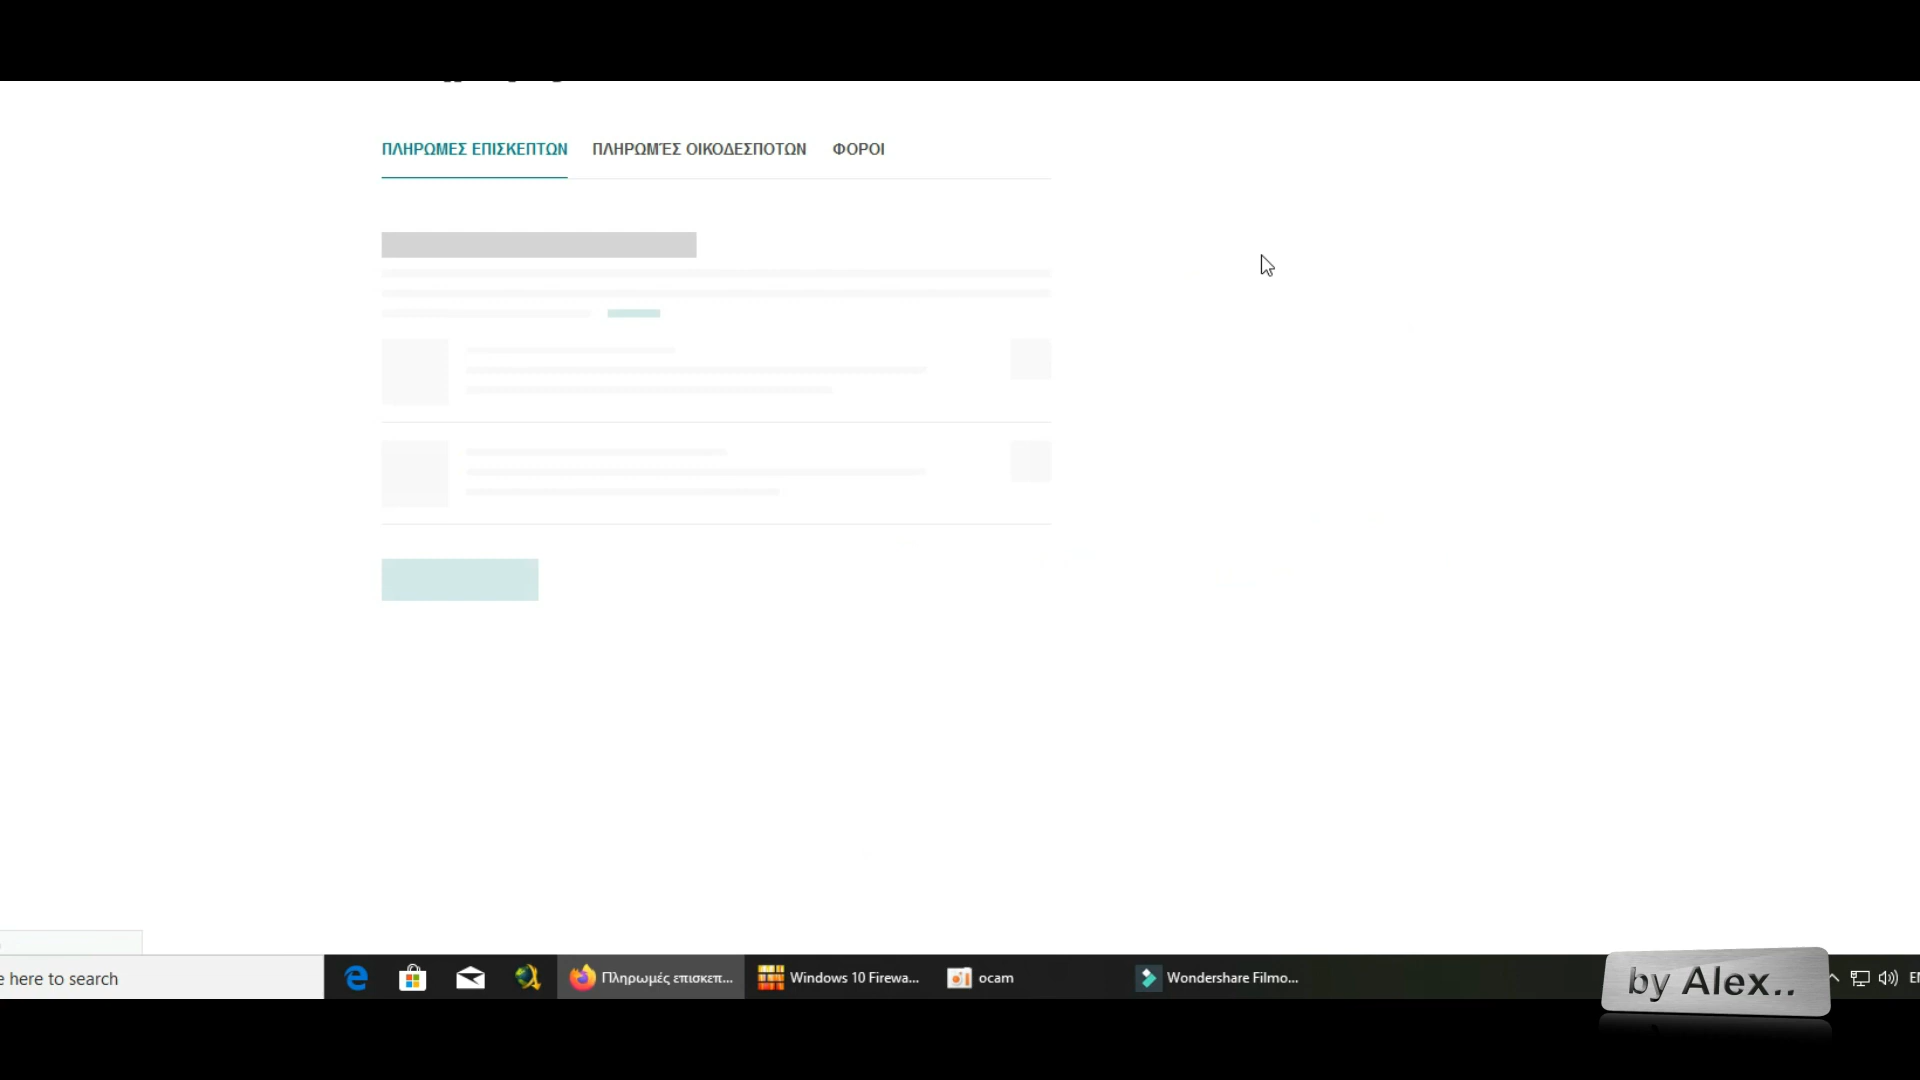 ΠΛΗΡΩΜΕΣ ΕΠΙΣΚΕΠΤΩΝ ΠΛΗΡΩΜΈΣ ΟΙΚΟΔΕΣΠΟΤΩΝ ΦΟΡΟΙ
here to search Πληρωμές επισκεπ... Windows 10 Firewa... ocam Wondershare Filmo...
by Alex..